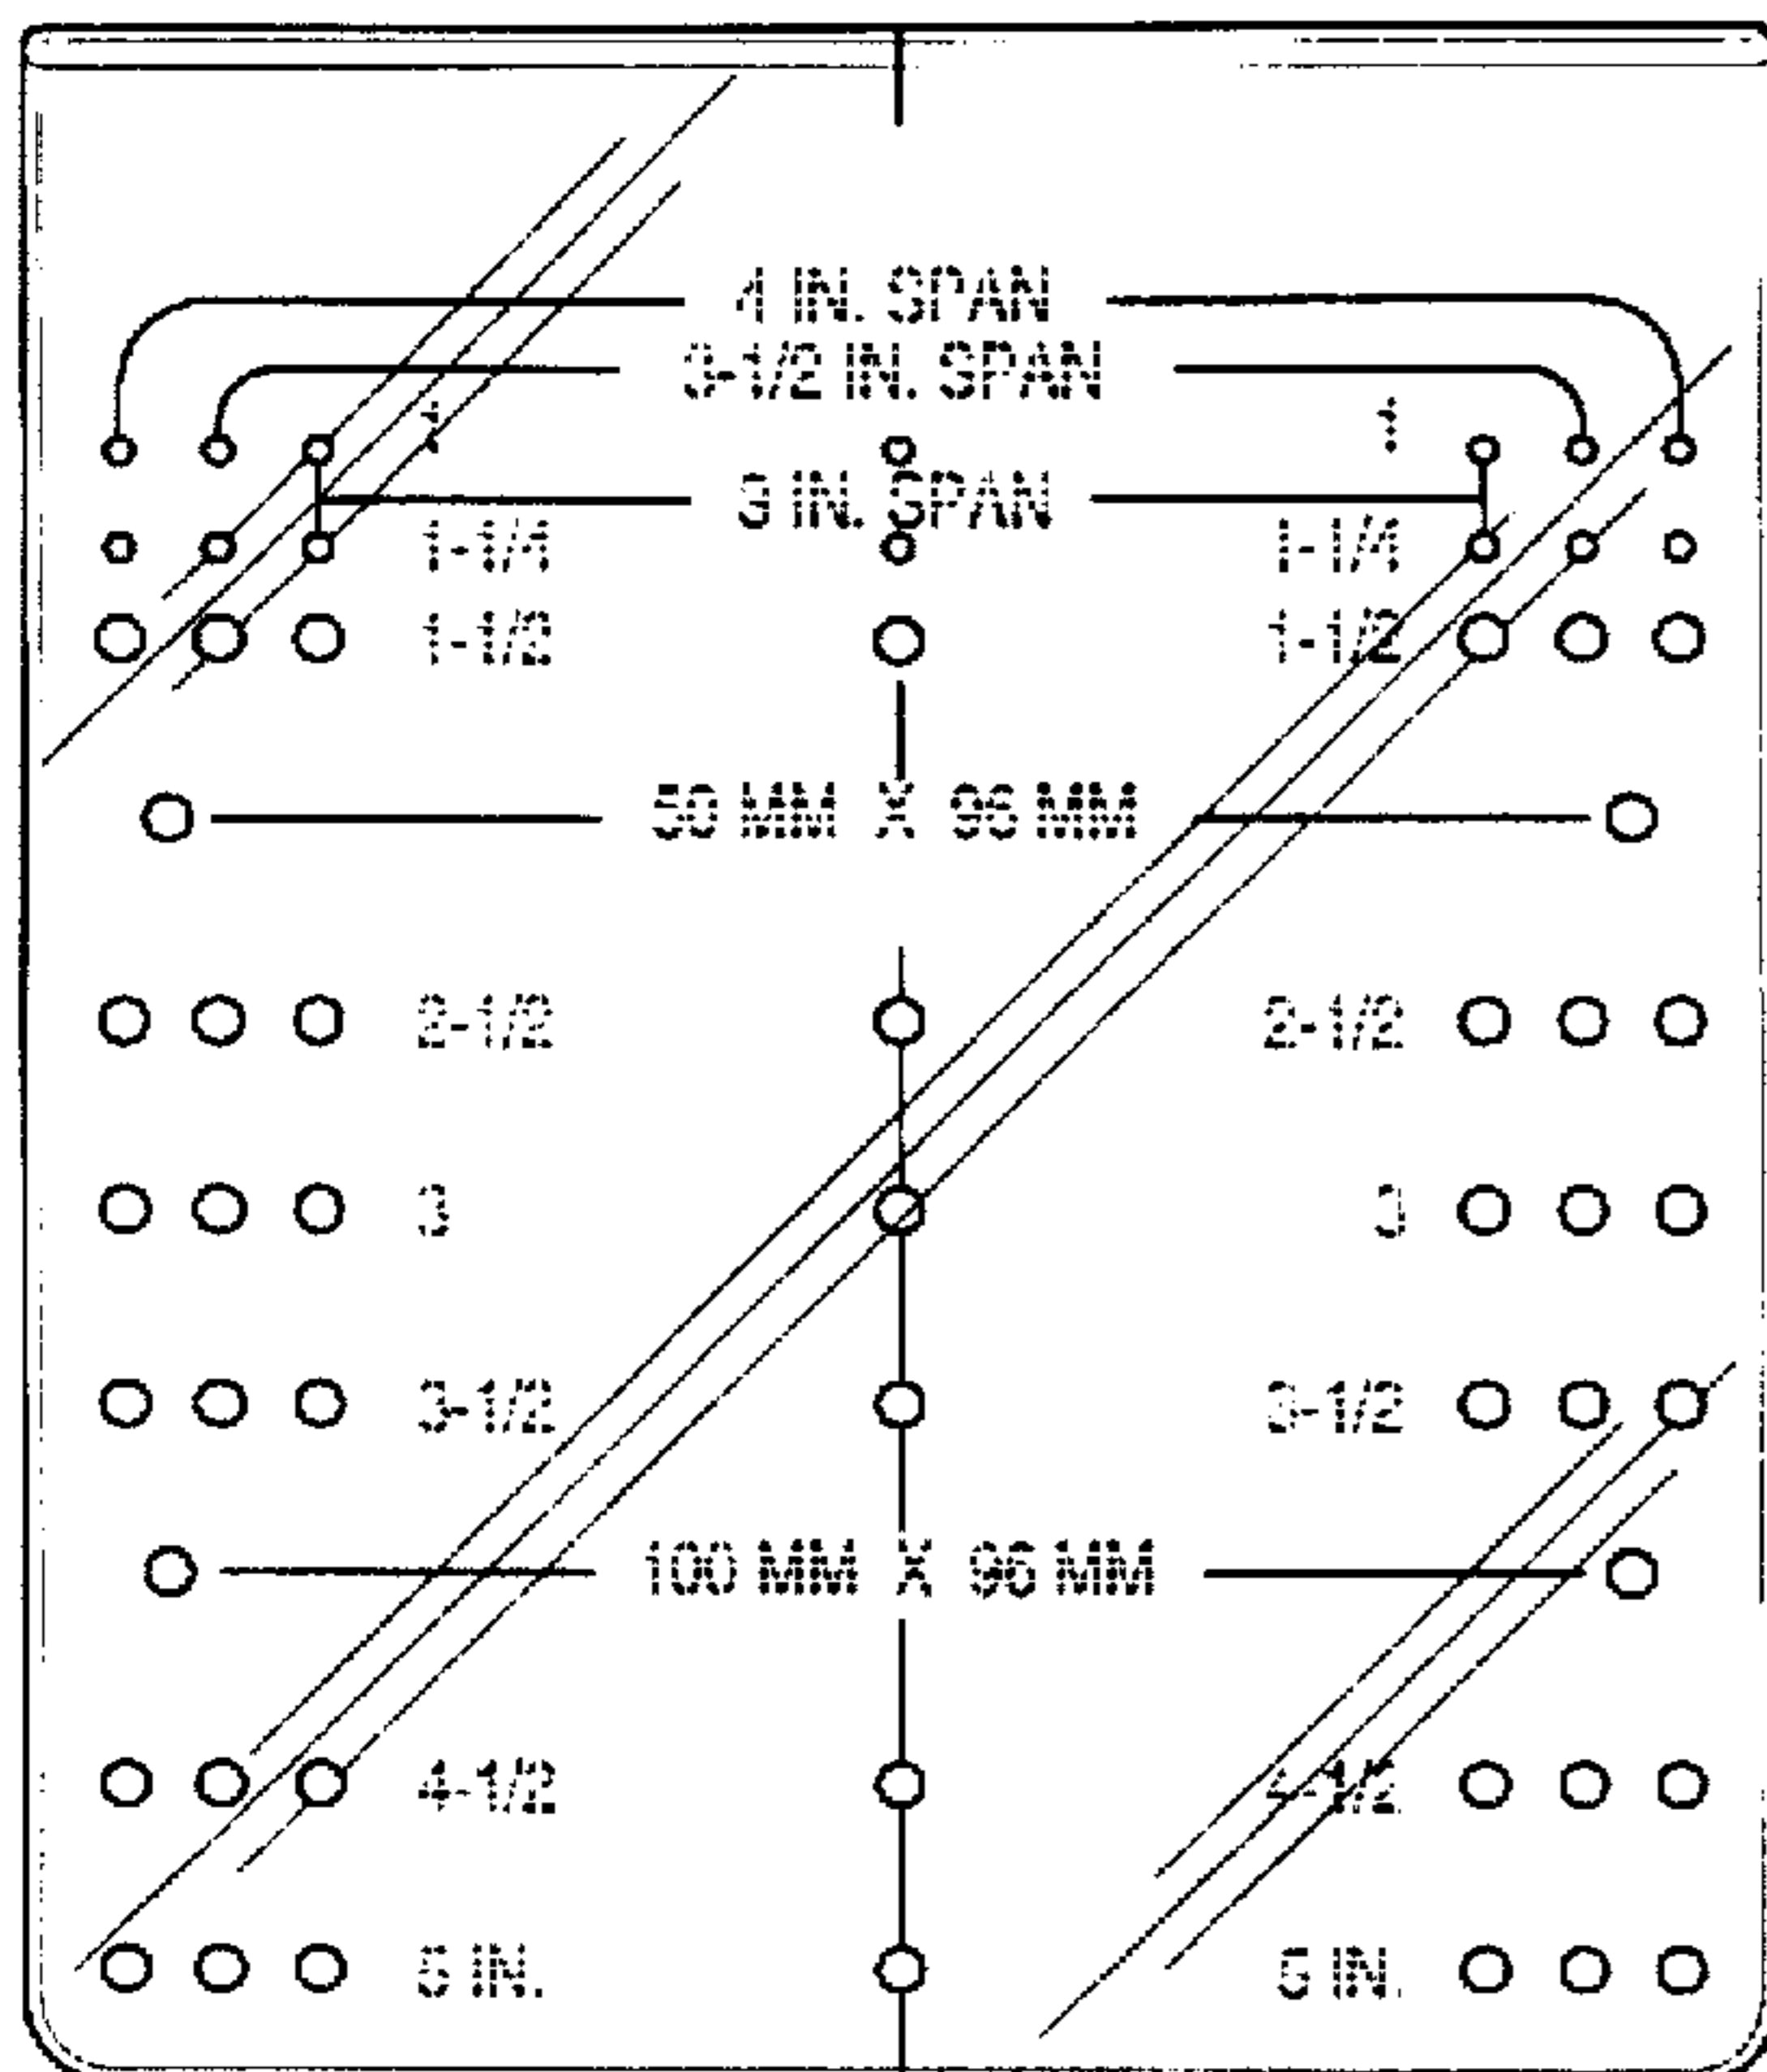 4 IN. SPAN
3-1/2 IN. SPAN
1 1
3 IN. SPAN
1-1/4 1-1/4
1-1/2 1-1/2
50 MM X 96 MM
2-1/2 2-1/2
3 3
3-1/2 3-1/2
100 MM X 96 MM
4-1/2 4-1/2
5 IN. 5 IN.